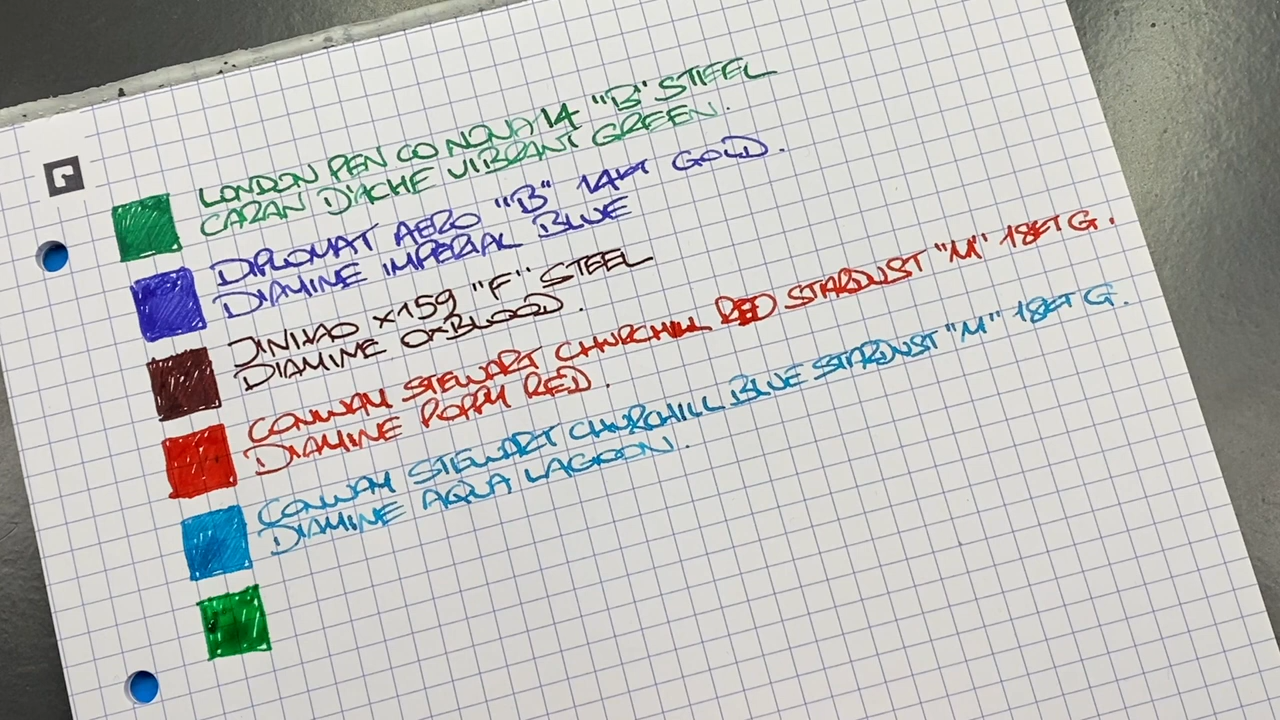 LONDON PEN CO NOVA 14 "B" STEEL
CARAN D'ACHE VIBRANT GREEN.
DIPLOMAT AERO "B" 14kt GOLD.
DIAMINE IMPERIAL BLUE
JINHAO x159 "F" STEEL
DIAMINE OXBLOOD.
CONWAY STEWART CHURCHILL RED STARDUST "M" 18KT G.
DIAMINE POPPY RED.
CONWAY STEWART CHURCHILL BLUE STARDUST "M" 18KT G.
DIAMINE AQUA LAGOON.